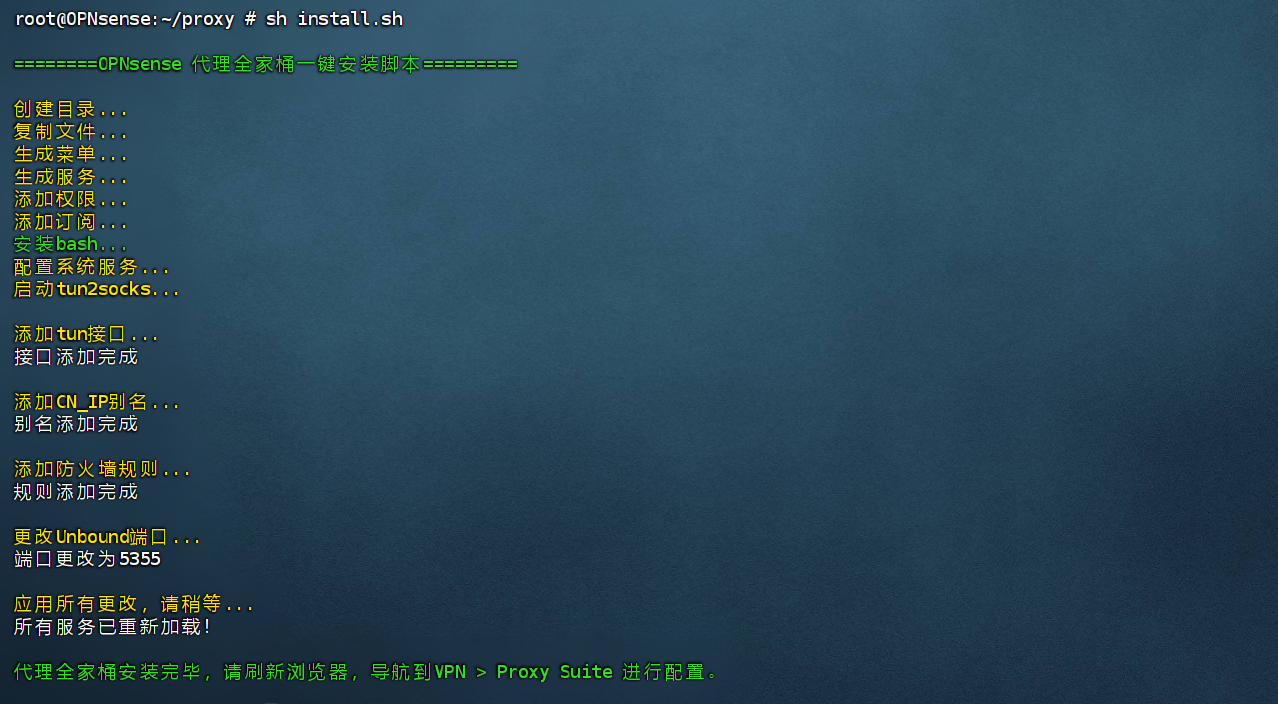 root@OPNsense:~/proxy # sh install.sh
========OPNsense 代理全家桶一键安装脚本=========
创建目录...
复制文件...
生成菜单...
生成服务...
添加权限...
添加订阅...
安装bash...
配置系统服务...
启动tun2socks...
添加tun接口...
接口添加完成
添加CN_IP别名...
别名添加完成
添加防火墙规则...
规则添加完成
更改Unbound端口...
端口更改为5355
应用所有更改，请稍等...
所有服务已重新加载！
代理全家桶安装完毕，请刷新浏览器，导航到VPN > Proxy Suite 进行配置。